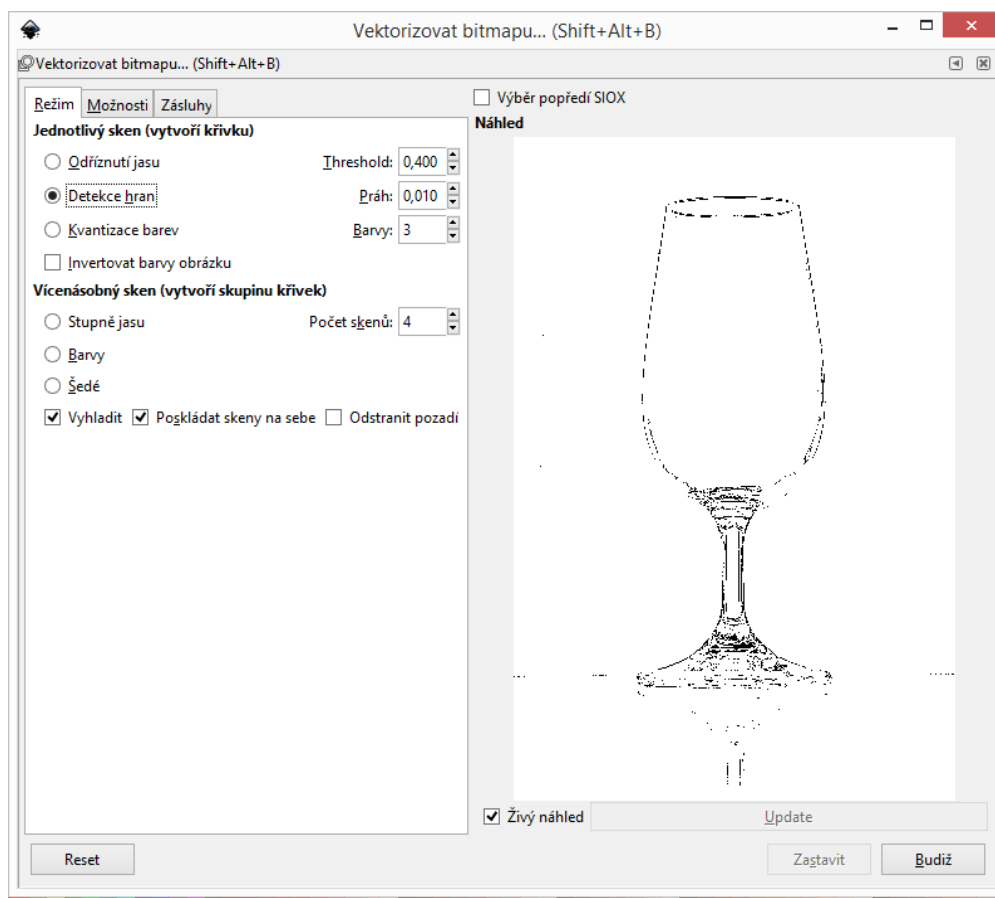 Vektorizovat bitmapu... (Shift+Alt+B)
Vektorizovat bitmapu... (Shift+Alt+B)
Režim Možnosti Zásluhy
Jednotlivý sken (vytvoří křivku)
Odříznutí jasu Threshold: 0,400
Detekce hran Práh: 0,010
Kvantizace barev Barvy: 3
Invertovat barvy obrázku
Vícenásobný sken (vytvoří skupinu křivek)
Stupně jasu Počet skenů: 4
Barvy
Šedé
Vyhladit Poskládat skeny na sebe Odstranit pozadí
Výběr popředí SIOX
Náhled
Živý náhled Update
Reset Zastavit Budiž